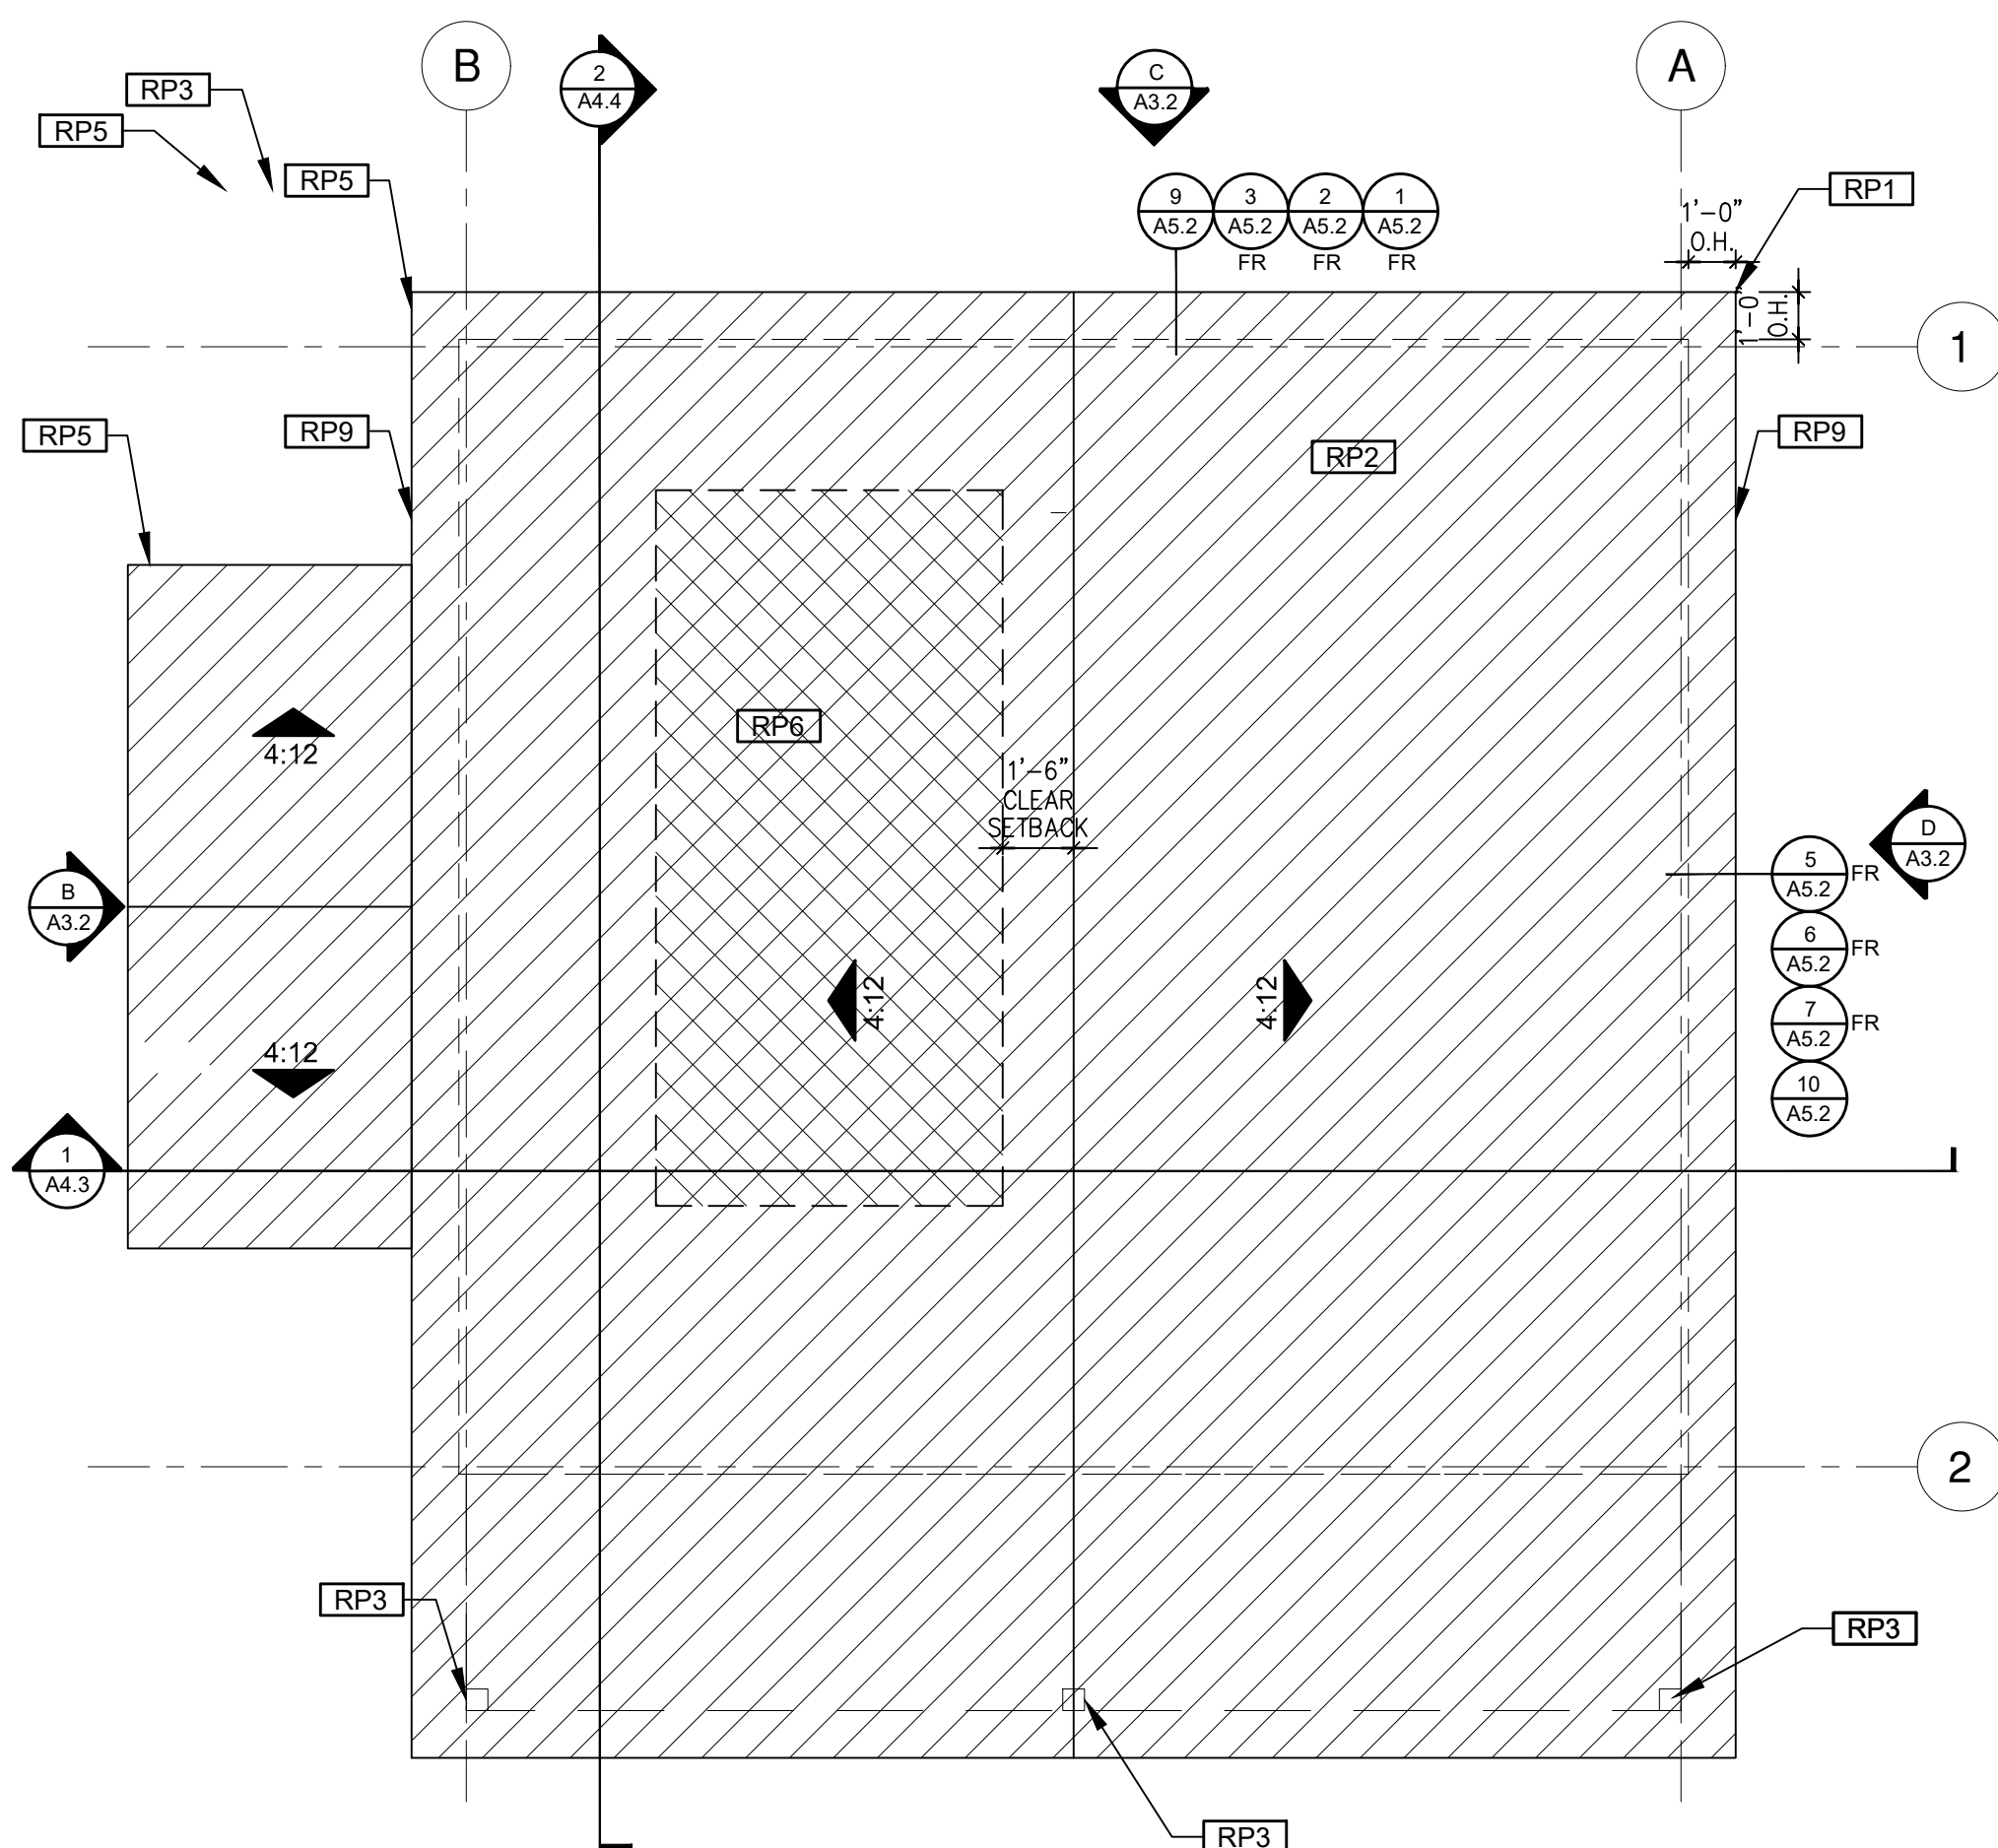 B
2
A4.4
C
A3.2
A
RP3
RP5
RP5
RP1
9
A5.2
3
A5.2
FR
2
A5.2
FR
1
A5.2
FR
1'-0"
O.H.
1'-0"
O.H.
1
RP5
RP9
RP2
RP9
RP6
4:12
1'-6"
CLEAR
SETBACK
B
A3.2
D
A3.2
5
A5.2
FR
6
A5.2
FR
7
A5.2
FR
10
A5.2
4:12
4:12
4:12
1
A4.3
2
RP3
RP3
RP3